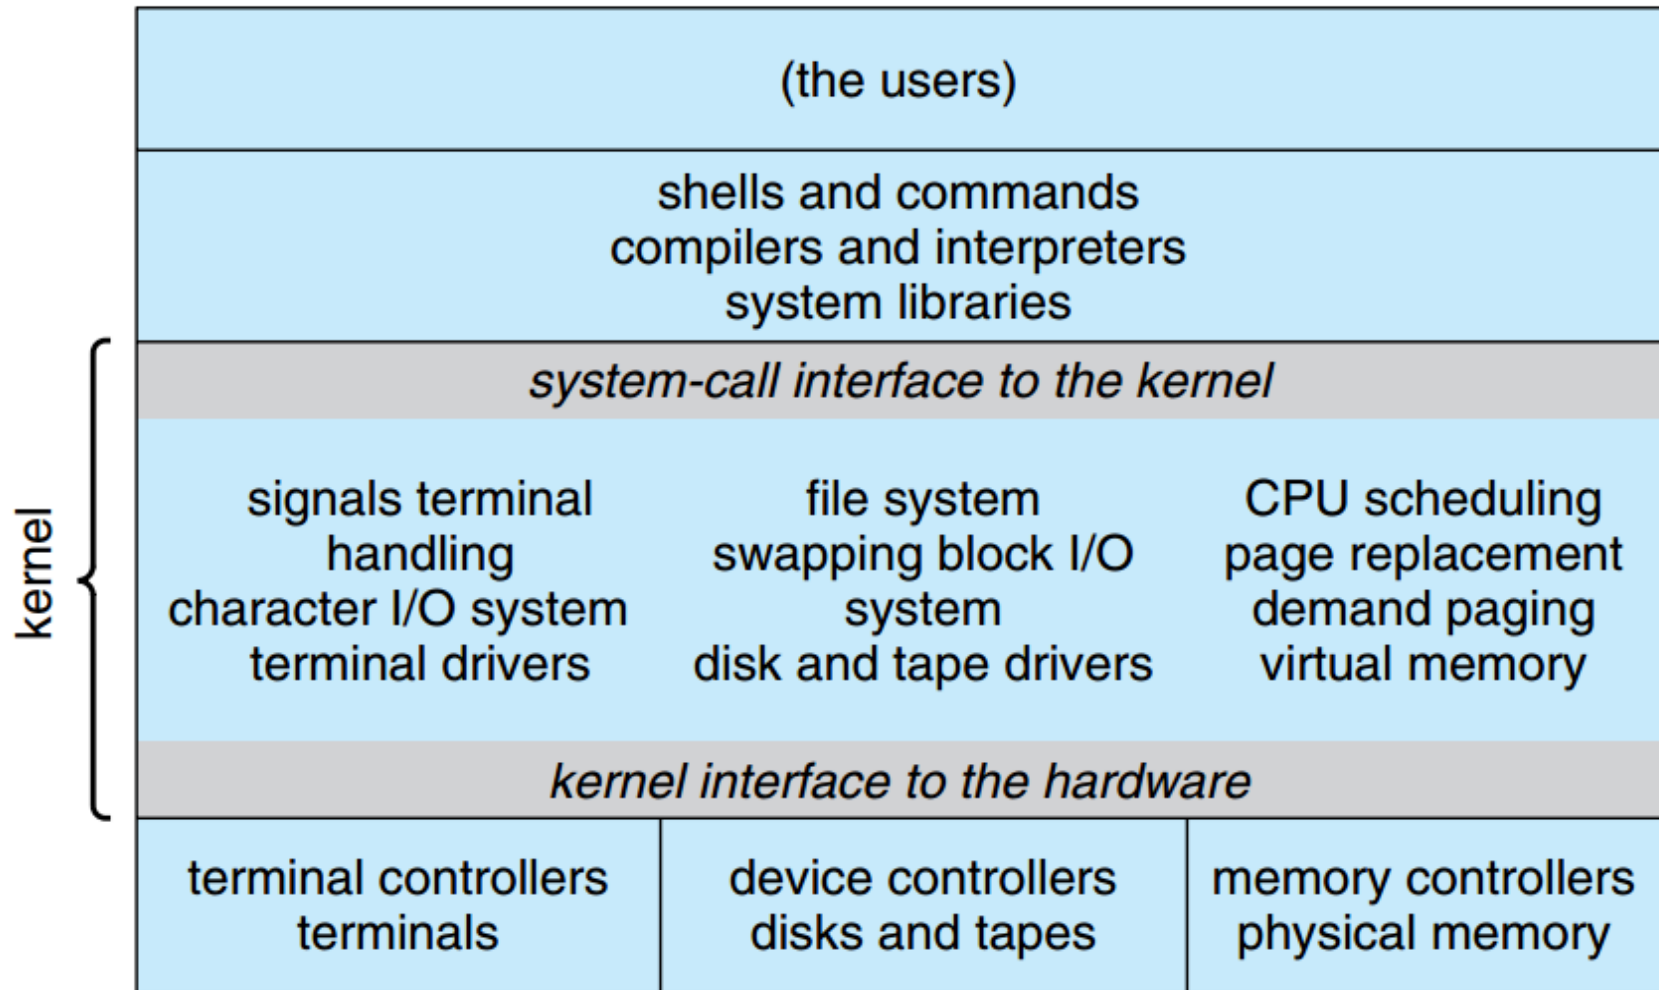 (the users)
shells and commands
compilers and interpreters
system libraries
system-call interface to the kernel
kernel
signals terminal
handling
character I/O system
terminal drivers
file system
swapping block I/O
system
disk and tape drivers
CPU scheduling
page replacement
demand paging
virtual memory
kernel interface to the hardware
terminal controllers
terminals
device controllers
disks and tapes
memory controllers
physical memory